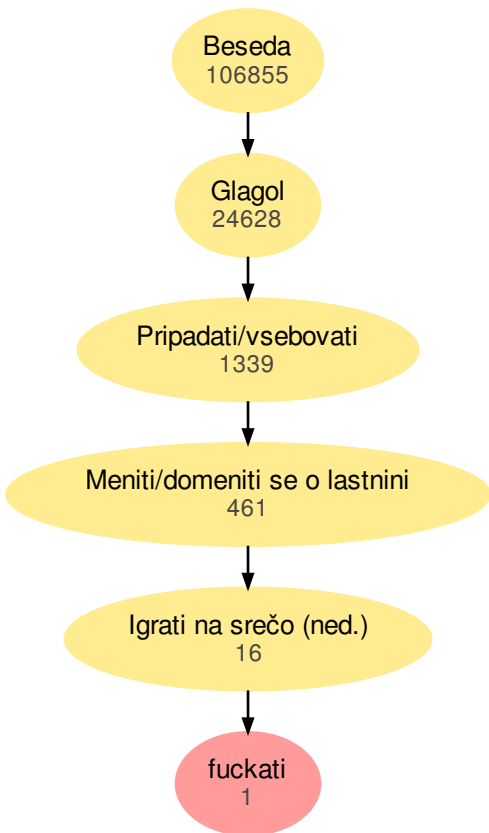 Beseda
106855
Glagol
24628
Pripadati/vsebovati
1339
Meniti/domeniti se o lastnini
461
Igrati na srečo (ned.)
16
fuckati
1